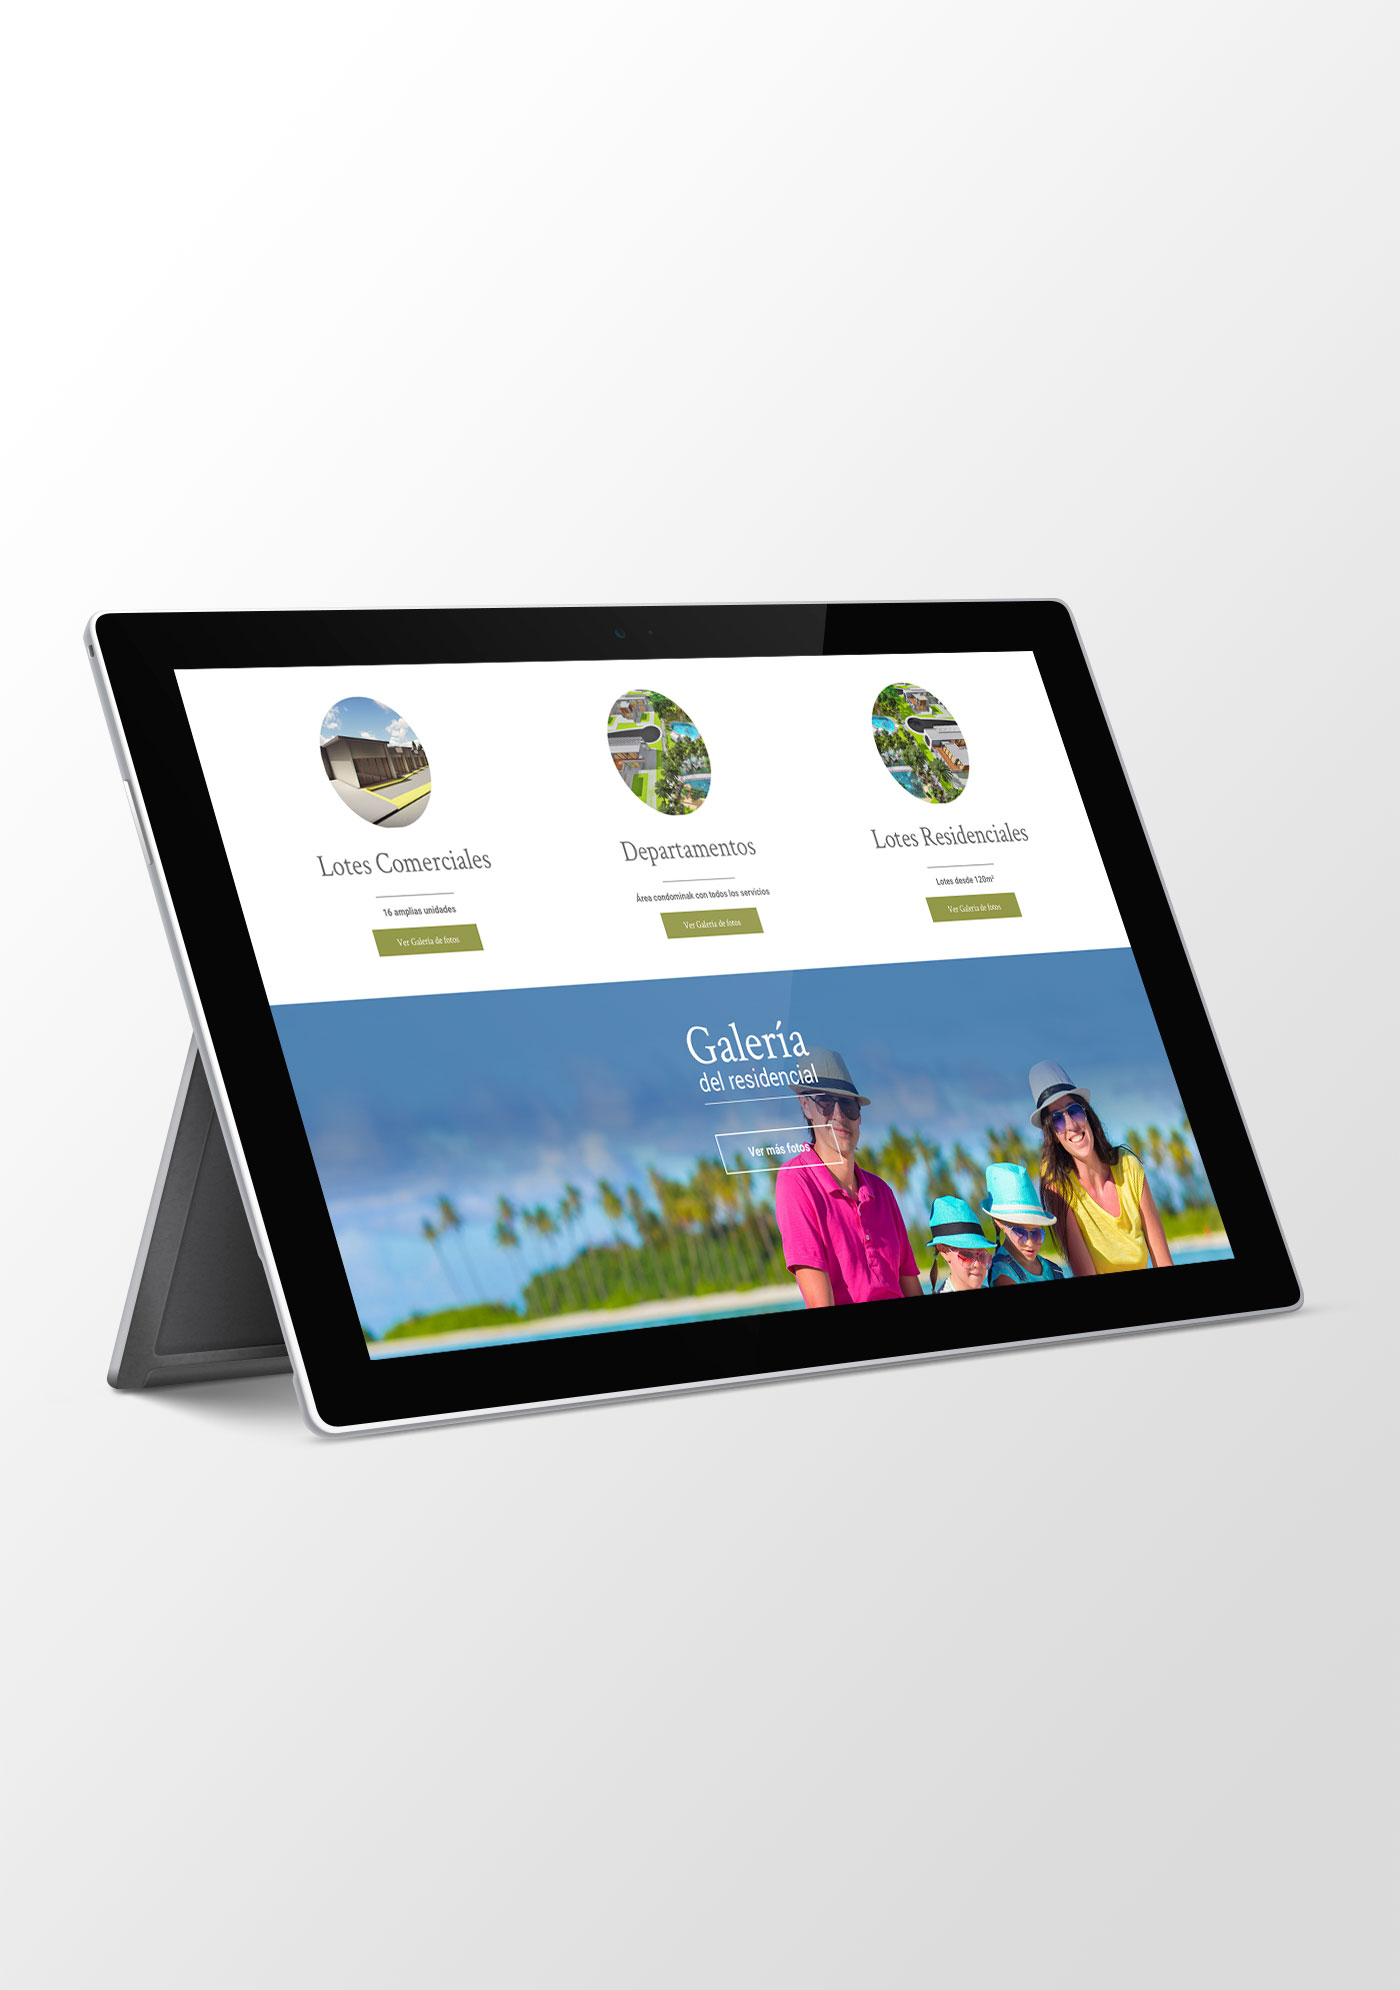 Lotes Comerciales
16 amplias unidades
Ver Galería de fotos
Departamentos
Área condominak con todos los servicios
Ver Galería de fotos
Lotes Residenciales
Lotes desde 120m²
Ver Galería de fotos
Galería
del residencial
Ver más fotos